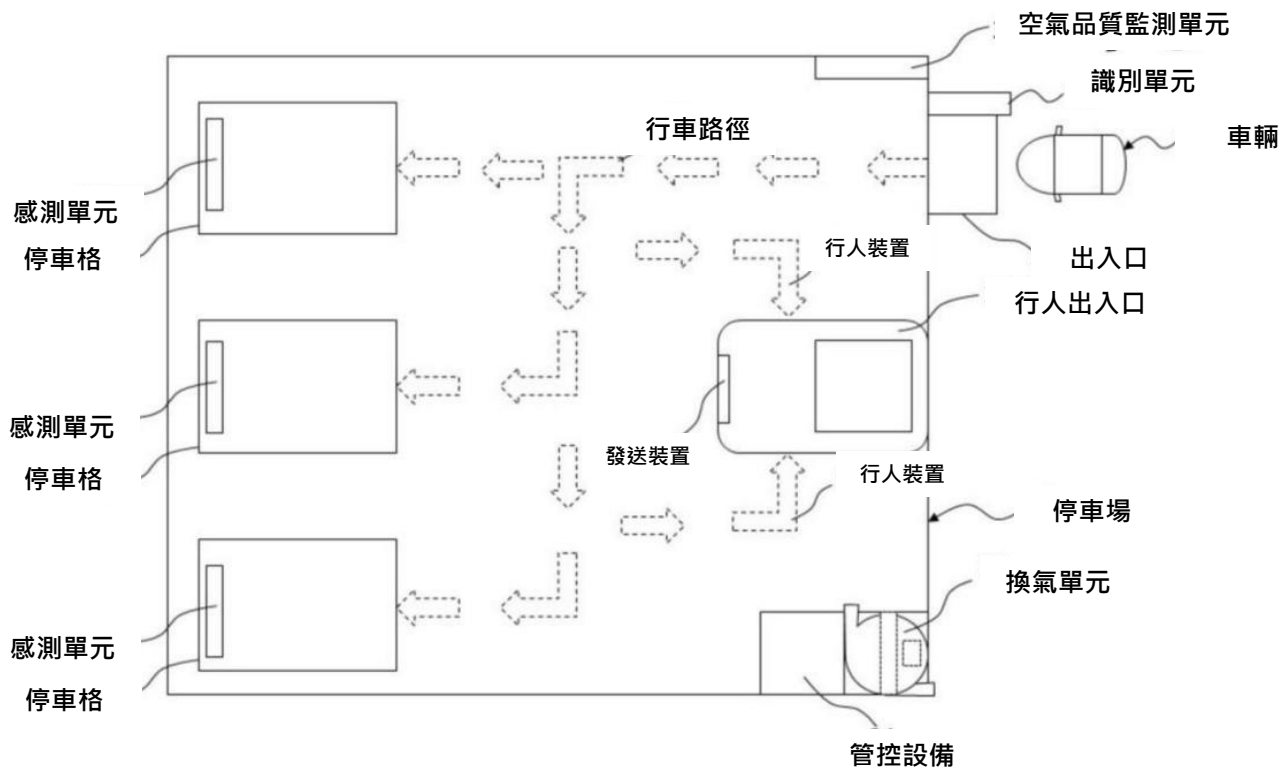 空氣品質監測單元
識別單元
行車路徑
車輛
感測單元
停車格
行人裝置
出入口
行人出入口
感測單元
停車格
發送裝置
行人裝置
停車場
換氣單元
感測單元
停車格
管控設備